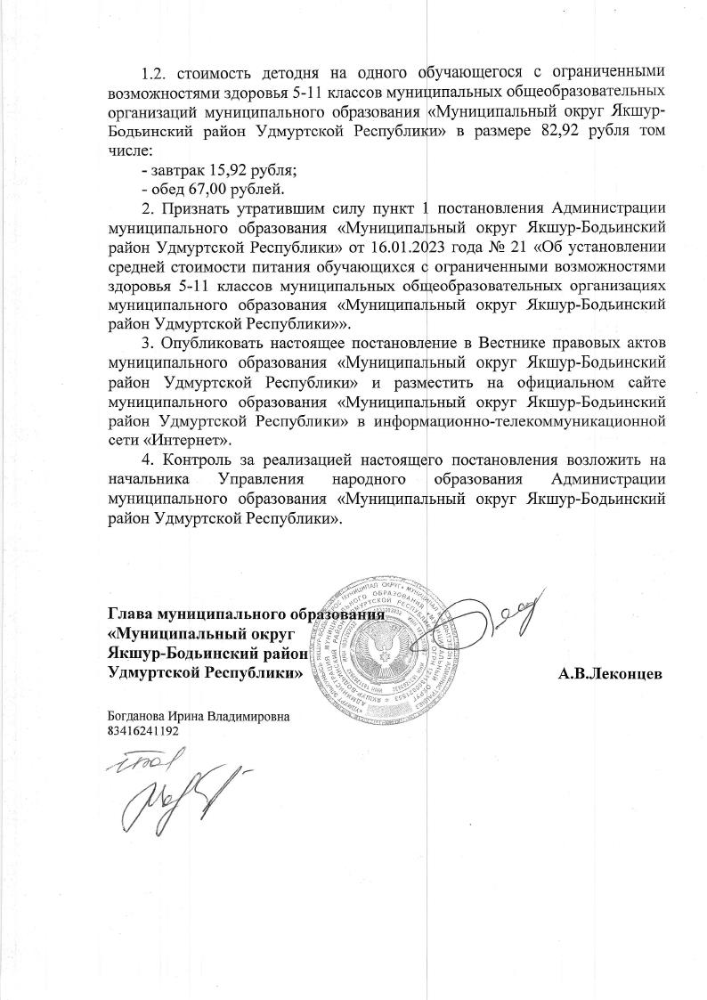 1.2. стоимость детодня на одного обучающегося с ограниченными
возможностями здоровья 5-11 классов муниципальных общеобразовательных
организаций муниципального образования «Муниципальный округ Якшур-
Бодьинский район Удмуртской Республики» в размере 82,92 рубля том
числе:
- завтрак 15,92 рубля;
- обед 67,00 рублей.
2. Признать утратившим силу пункт 1 постановления Администрации
муниципального образования «Муниципальный округ Якшур-Бодьинский
район Удмуртской Республики» от 16.01.2023 года № 21 «Об установлении
средней стоимости питания обучающихся с ограниченными возможностями
здоровья 5-11 классов муниципальных общеобразовательных организациях
муниципального образования «Муниципальный округ Якшур-Бодьинский
район Удмуртской Республики»».
3. Опубликовать настоящее постановление в Вестнике правовых актов
муниципального образования «Муниципальный округ Якшур-Бодьинский
район Удмуртской Республики» и разместить на официальном сайте
муниципального образования «Муниципальный округ Якшур-Бодьинский
район Удмуртской Республики» в информационно-телекоммуникационной
сети «Интернет».
4. Контроль за реализацией настоящего постановления возложить на
начальника Управления народного образования Администрации
муниципального образования «Муниципальный округ Якшур-Бодьинский
район Удмуртской Республики».
Глава муниципального образования
«Муниципальный округ
Якшур-Бодьинский район
Удмуртской Республики» А.В.Леконцев
Богданова Ирина Владимировна
83416241192